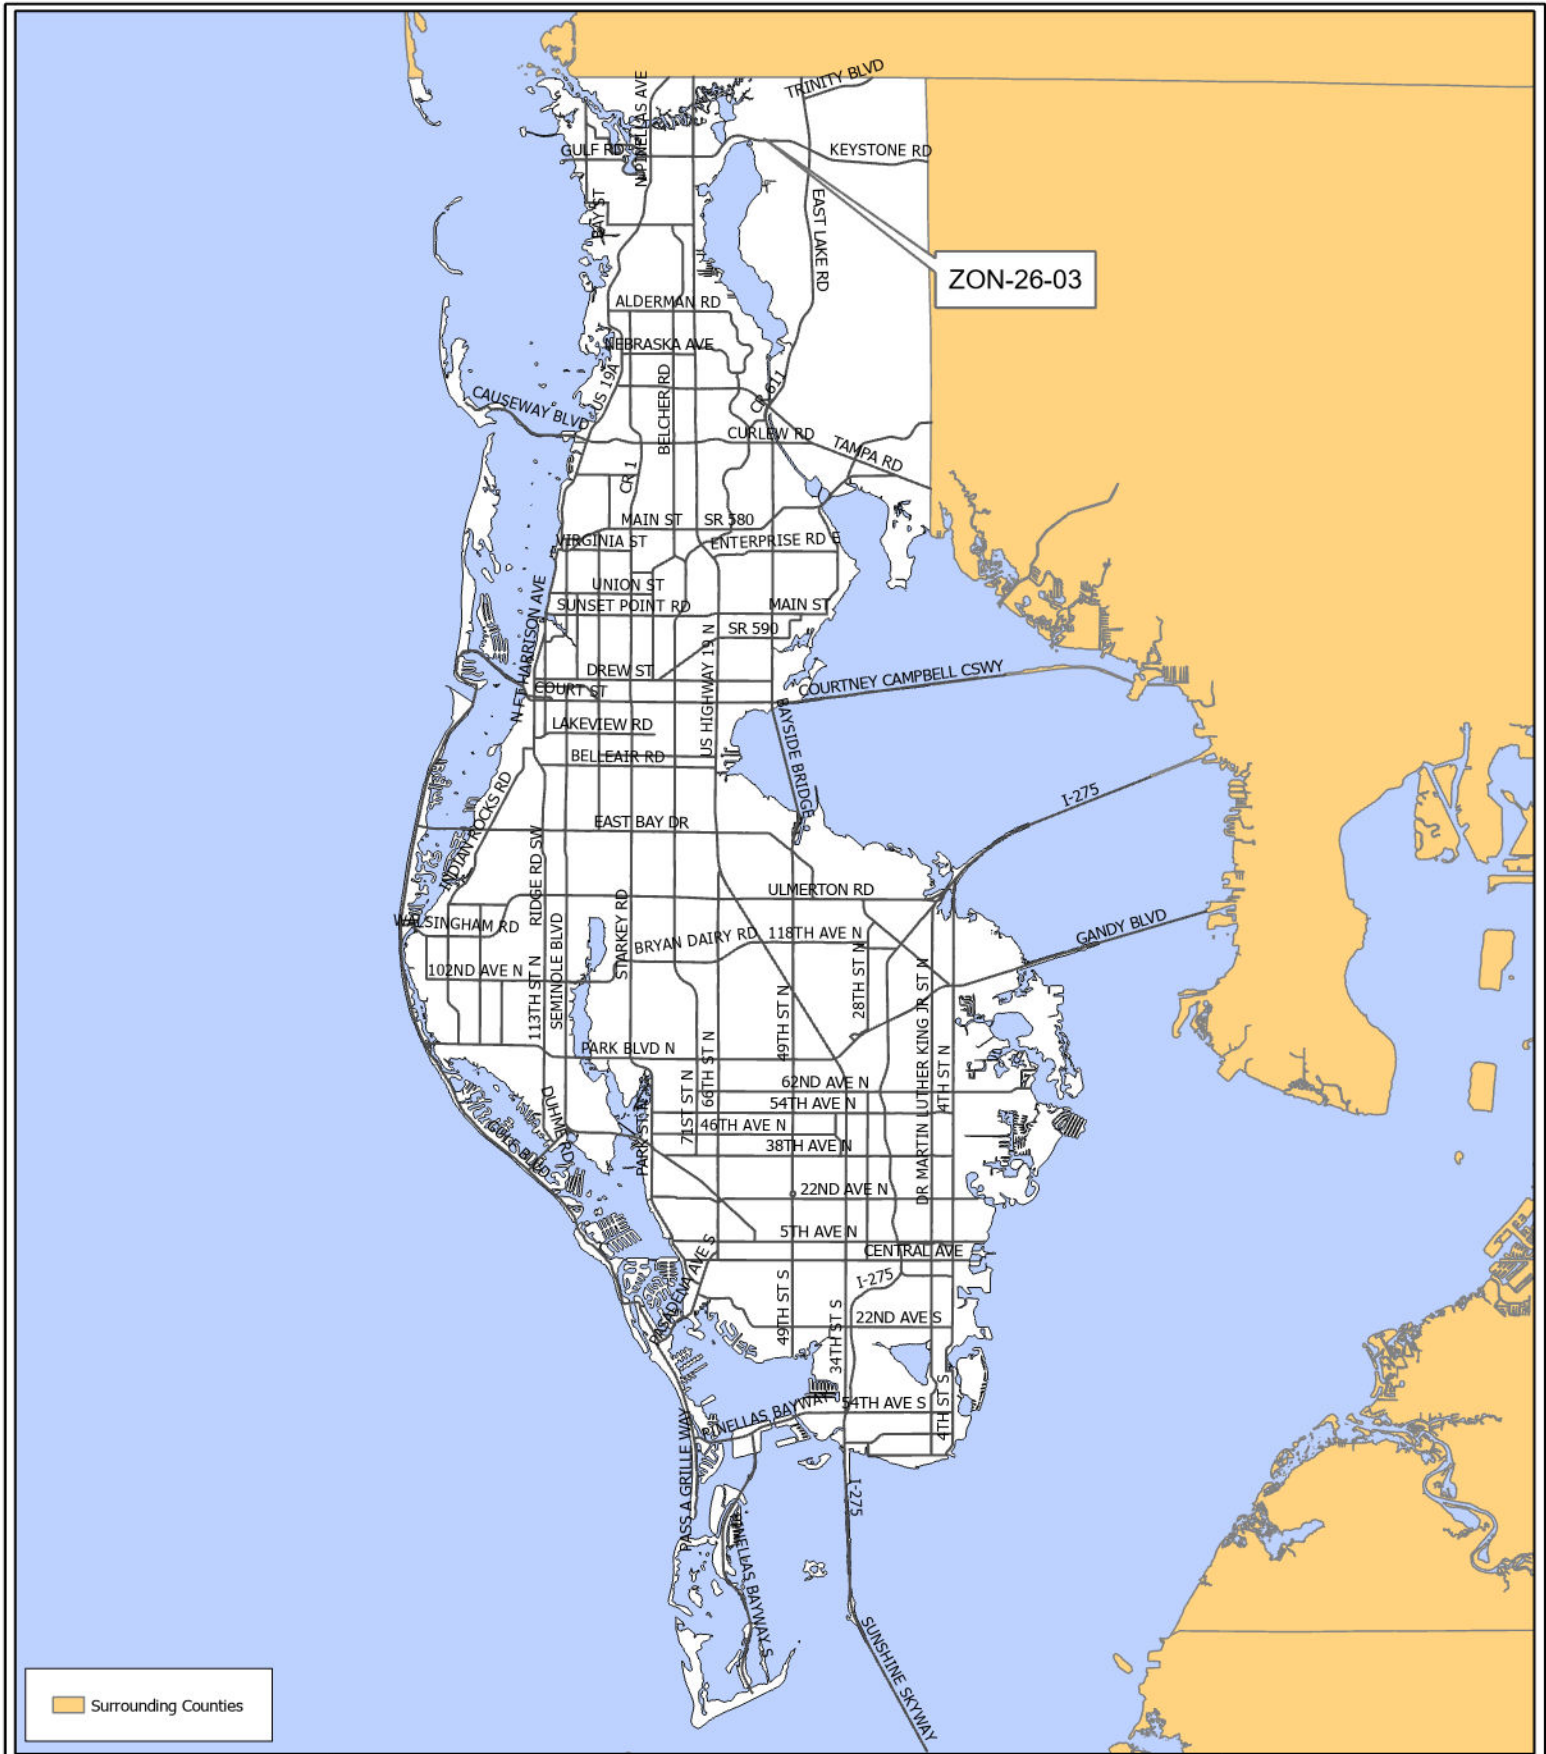 TRINITY BLVD
N PINELLAS AVE
GULF RD
KEYSTONE RD
BAY ST
EAST LAKE RD
ZON-26-03
ALDERMAN RD
NEBRASKA AVE
US 19A
BELCHER RD
CR 611
CAUSEWAY BLVD
CURLEW RD
TAMPA RD
CR 1
MAIN ST
SR 580
VIRGINIA ST
ENTERPRISE RD E
UNION ST
SUNSET POINT RD
MAIN ST
N FT HARRISON AVE
SR 590
US HIGHWAY 19 N
DREW ST
COURT ST
COURTNEY CAMPBELL CSWY
LAKEVIEW RD
BAYSIDE BRIDGE
BELLEAIR RD
INDIAN ROCKS RD
I-275
EAST BAY DR
RIDGE RD SW
ULMERTON RD
WALSINGHAM RD
STARKEY RD
SEMINOLE BLVD
BRYAN DAIRY RD
118TH AVE N
GANDY BLVD
102ND AVE N
113TH ST N
49TH ST N
28TH ST N
DR MARTIN LUTHER KING JR ST N
PARK BLVD N
66TH ST N
4TH ST N
71ST ST N
62ND AVE N
54TH AVE N
DUHME RD
PARK ST N
46TH AVE N
38TH AVE N
GULF BLVD
22ND AVE N
5TH AVE N
CENTRAL AVE
PASADENA AVE S
I-275
49TH ST S
34TH ST S
22ND AVE S
PINELLAS BAYWAY
54TH AVE S
4TH ST S
PASS A GRILLE WAY
I-275
PINELLAS BAYWAY S
SUNSHINE SKYWAY
Surrounding Counties